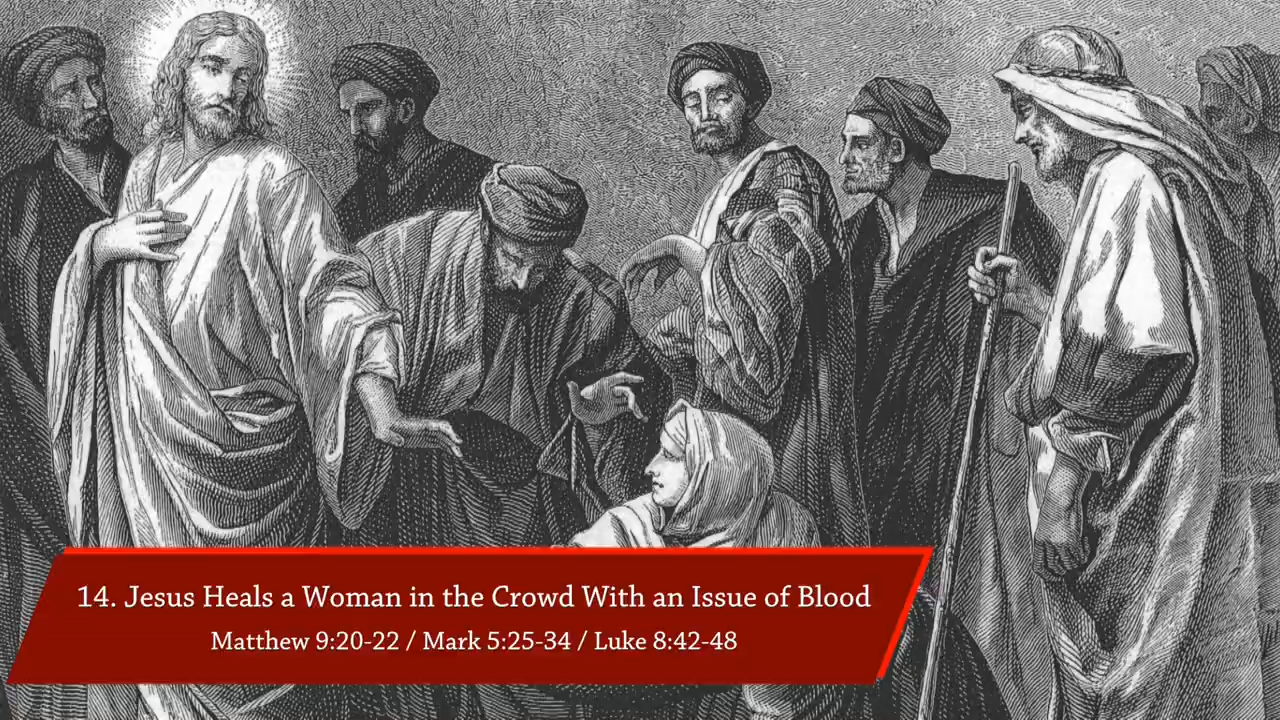 14. Jesus Heals a Woman in the Crowd With an Issue of Blood
Matthew 9:20-22 / Mark 5:25-34 / Luke 8:42-48